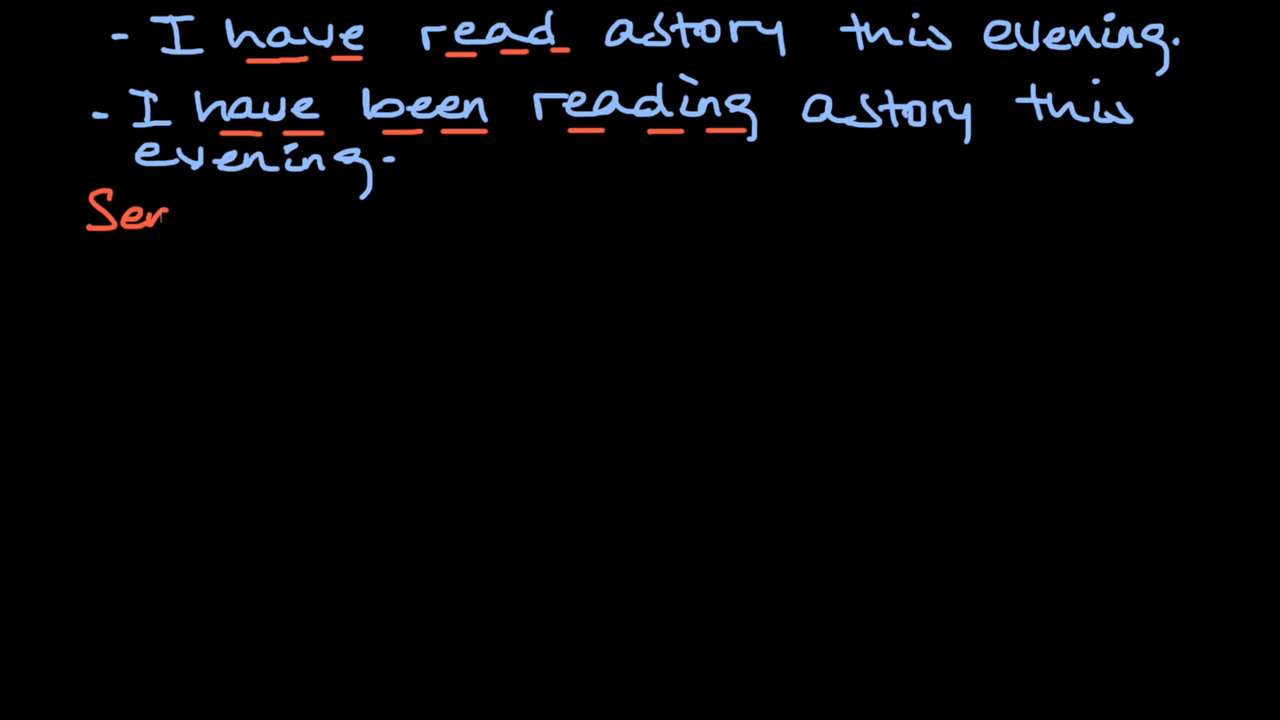 - I have read astory this evening.
- I have been reading astory this
evening.
Ser